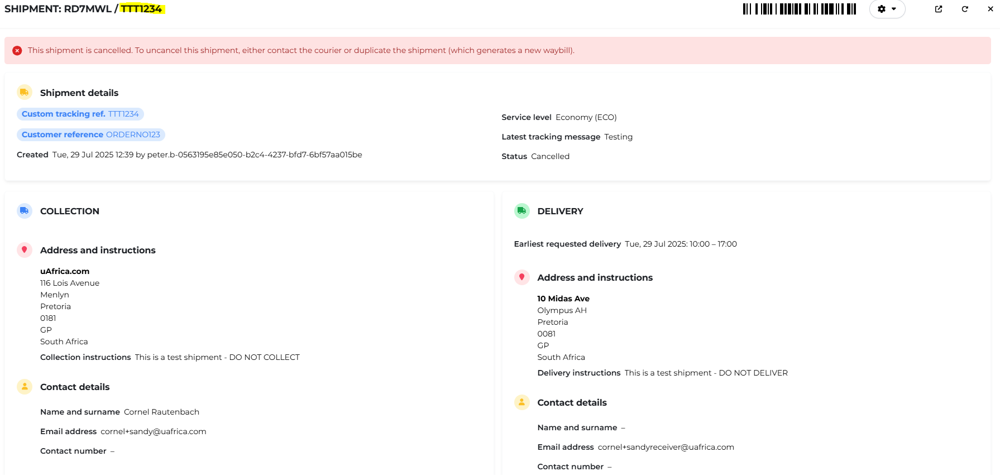 SHIPMENT: RD7MWL / TTT1234
This shipment is cancelled. To uncancel this shipment, either contact the courier or duplicate the shipment (which generates a new waybill).
Shipment details
Custom tracking ref. TTT1234
Customer reference ORDERNO123
Created Tue, 29 Jul 2025 12:39 by peter.b-0563195e85e050-b2c4-4237-bfd7-6bf57aa015be
Service level Economy (ECO)
Latest tracking message Testing
Status Cancelled
COLLECTION
Address and instructions
uAfrica.com
116 Lois Avenue
Menlyn
Pretoria
0181
GP
South Africa
Collection instructions This is a test shipment - DO NOT COLLECT
Contact details
Name and surname Cornel Rautenbach
Email address cornel+sandy@uafrica.com
Contact number –
DELIVERY
Earliest requested delivery Tue, 29 Jul 2025: 10:00 – 17:00
Address and instructions
10 Midas Ave
Olympus AH
Pretoria
0081
GP
South Africa
Delivery instructions This is a test shipment - DO NOT DELIVER
Contact details
Name and surname –
Email address cornel+sandyreceiver@uafrica.com
Contact number –